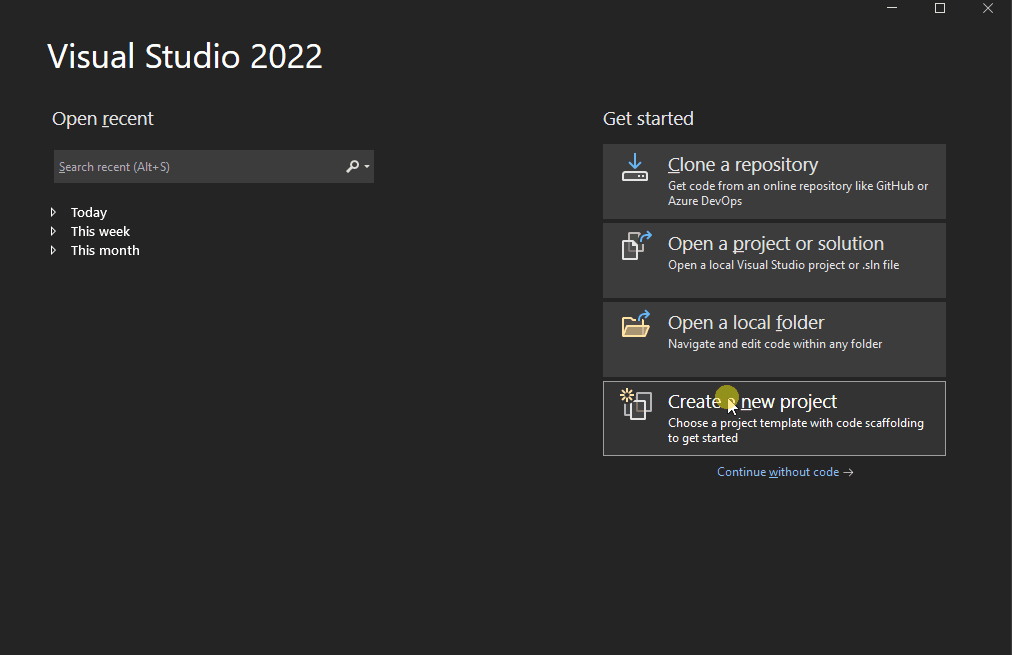 Visual Studio 2022
Open recent
Search recent (Alt+S)
Today
This week
This month
Get started
Clone a repository
Get code from an online repository like GitHub or
Azure DevOps
Open a project or solution
Open a local Visual Studio project or .sln file
Open a local folder
Navigate and edit code within any folder
Create a new project
Choose a project template with code scaffolding
to get started
Continue without code →